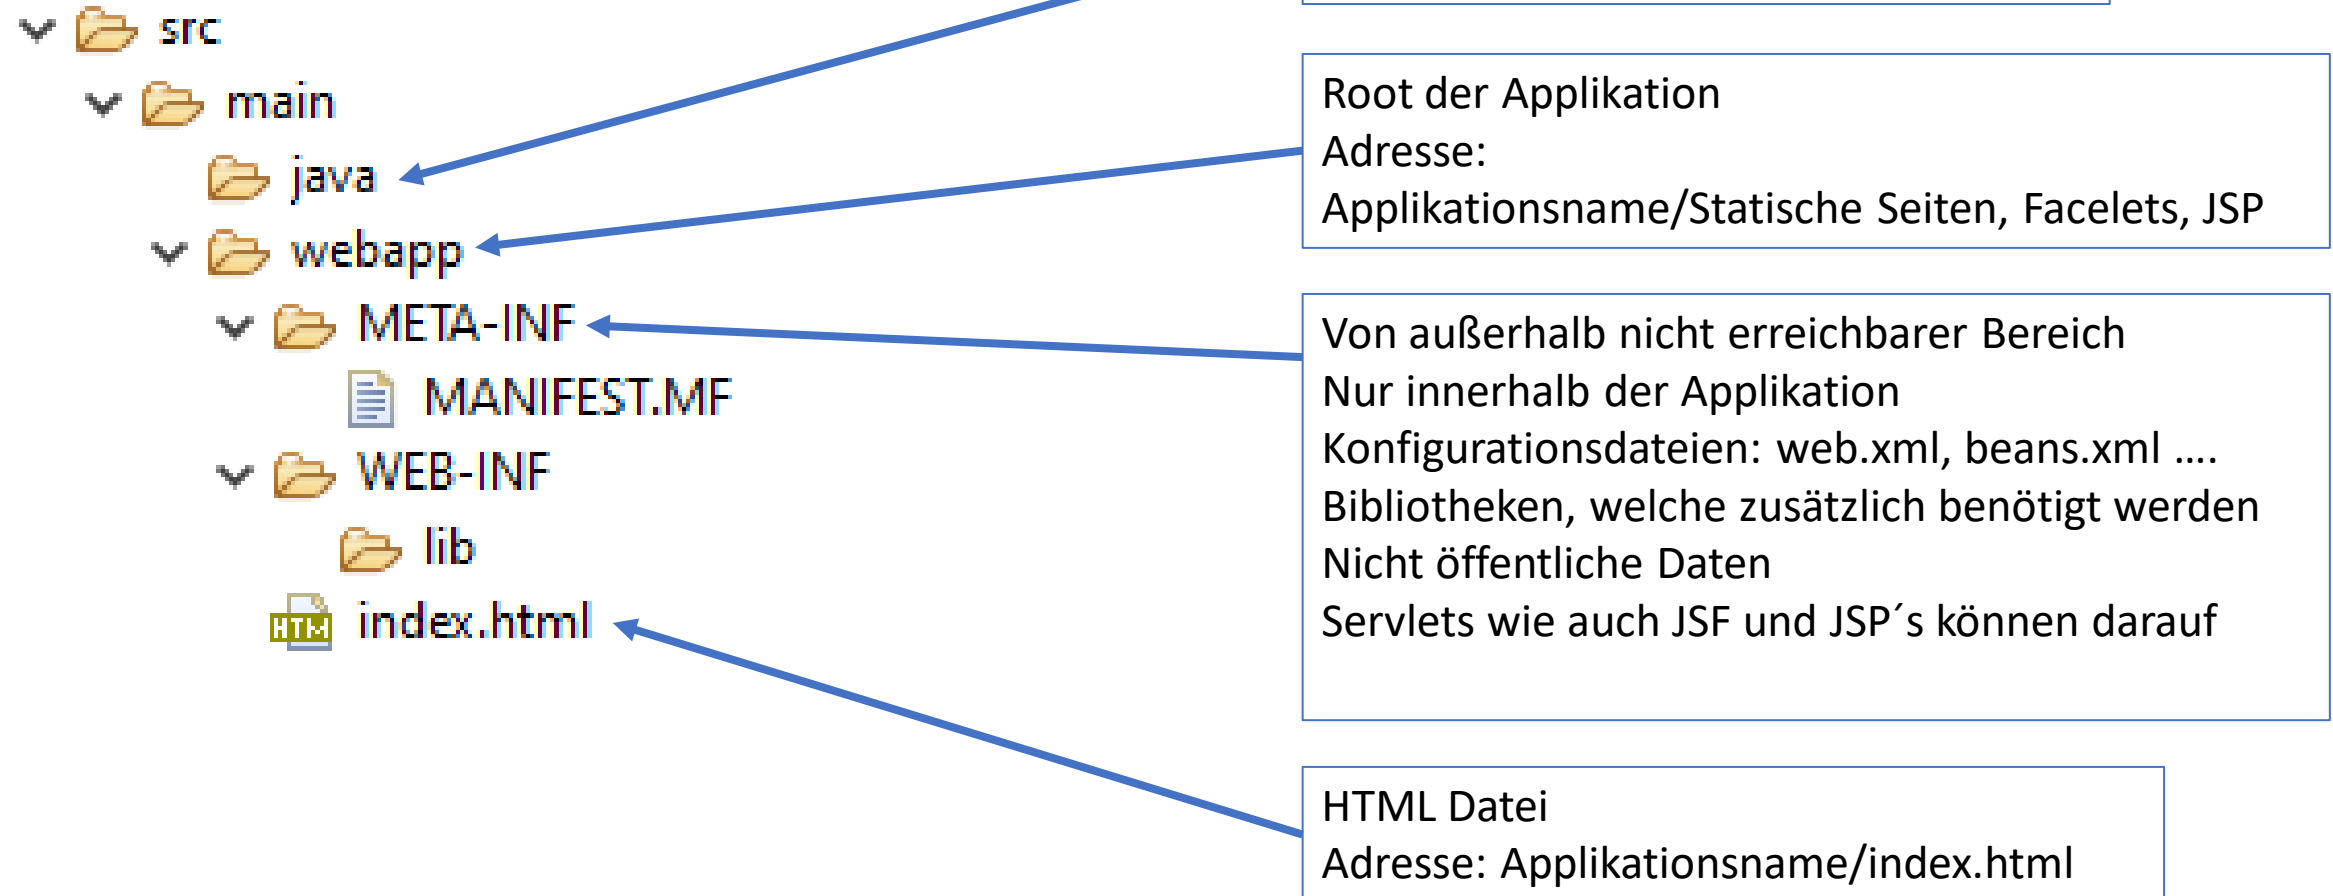 src
main
java
webapp
META-INF
MANIFEST.MF
WEB-INF
lib
index.html
Root der Applikation
Adresse:
Applikationsname/Statische Seiten, Facelets, JSP
Von außerhalb nicht erreichbarer Bereich
Nur innerhalb der Applikation
Konfigurationsdateien: web.xml, beans.xml ....
Bibliotheken, welche zusätzlich benötigt werden
Nicht öffentliche Daten
Servlets wie auch JSF und JSP´s können darauf
HTML Datei
Adresse: Applikationsname/index.html